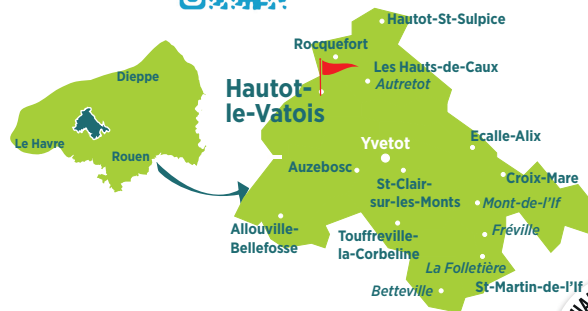 Hautot-St-Sulpice
Rocquefort
Les Hauts-de-Caux
Autretot
Dieppe
Hautot-
le-Vatois
Le Havre
Rouen
Yvetot
Ecalle-Alix
Auzebosc
St-Clair-
sur-les-Monts
Croix-Mare
Mont-de-l'If
Allouville-
Bellefosse
Touffreville-
la-Corbeline
Fréville
La Folletière
Betteville
St-Martin-de-l'If